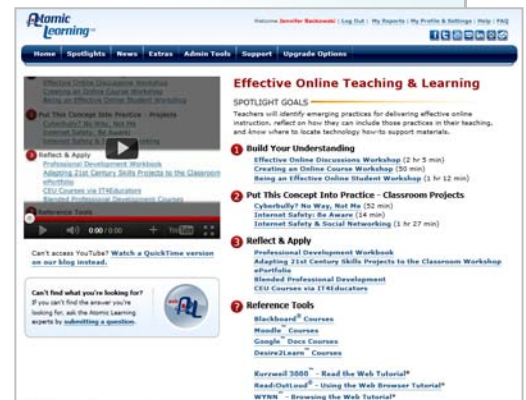 Atomic Learning
Welcome Jennifer Backowski | Log Out | My Reports | My Profile & Settings | Help | FAQ
Home Spotlights News Extras Admin Tools Support Upgrade Options
Effective Online Discussions Workshop
Creating an Online Course Workshop
Being an Effective Online Student Workshop
2 Put This Concept Into Practice - Projects
Cyberbully? No Way, Not Me
Internet Safety: Be Aware
Internet Safety & Social Networking
3 Reflect & Apply
Professional Development Workbook
Adapting 21st Century Skills Projects to the Classroom
ePortfolio
CEU Courses via IT4Educators
Blended Professional Development
Reference Tools
0:00 / 0:00 YouTube
Can't access YouTube? Watch a QuickTime version
on our blog instead.
Can't find what you're looking for?
If you can't find the answer you're
looking for, ask the Atomic Learning
experts by submitting a question.
Effective Online Teaching & Learning
SPOTLIGHT GOALS
Teachers will identify emerging practices for delivering effective online
instruction, reflect on how they can include those practices in their teaching,
and know where to locate technology how-to support materials.
1 Build Your Understanding
Effective Online Discussions Workshop (2 hr 5 min)
Creating an Online Course Workshop (50 min)
Being an Effective Online Student Workshop (1 hr 12 min)
2 Put This Concept Into Practice - Classroom Projects
Cyberbully? No Way, Not Me (52 min)
Internet Safety: Be Aware (14 min)
Internet Safety & Social Networking (1 hr 27 min)
3 Reflect & Apply
Professional Development Workbook
Adapting 21st Century Skills Projects to the Classroom Workshop
ePortfolio
Blended Professional Development
CEU Courses via IT4Educators
? Reference Tools
Blackboard® Courses
Moodle™ Courses
Google™ Docs Courses
Desire2Learn™ Courses
Kurzweil 3000™ - Read the Web Tutorial*
Read:OutLoud® - Using the Web Browser Tutorial*
WYNN™ - Browsing the Web Tutorial*